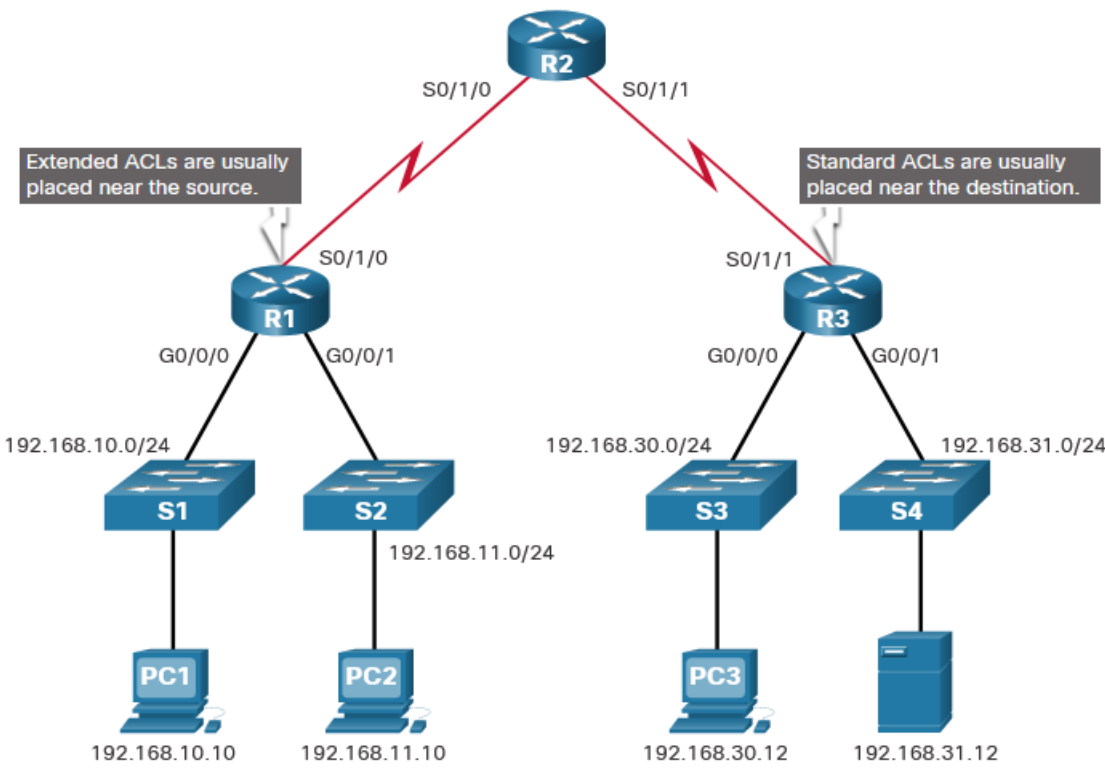 R2
S0/1/0
S0/1/1
Extended ACLs are usually
placed near the source.
Standard ACLs are usually
placed near the destination.
S0/1/0
S0/1/1
R1
R3
G0/0/0
G0/0/1
G0/0/0
G0/0/1
192.168.10.0/24
192.168.30.0/24
192.168.31.0/24
S1
S2
S3
S4
192.168.11.0/24
PC1
PC2
PC3
192.168.10.10
192.168.11.10
192.168.30.12
192.168.31.12